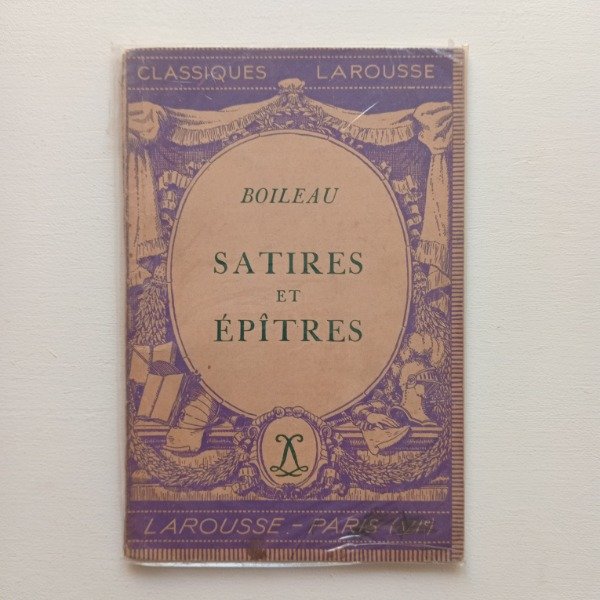 CLASSIQUES LAROUSSE
BOILEAU
SATIRES
ET
ÉPÎTRES
LAROUSSE. - PARIS